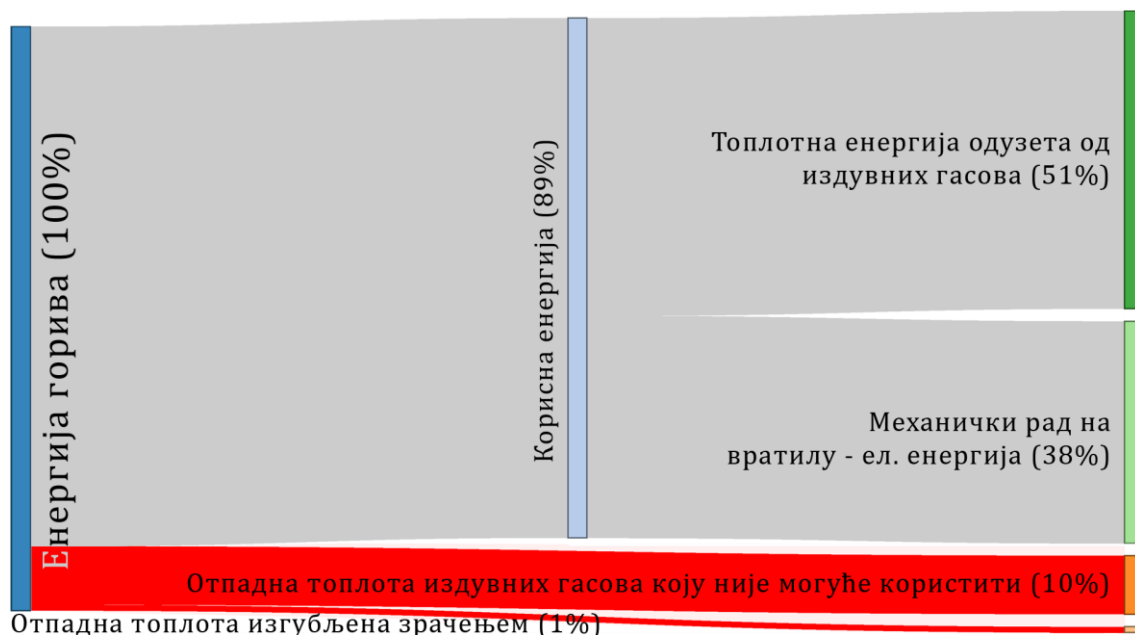 Енергија горива (100%)
Корисна енергија (89%)
Топлотна енергија одузета од
издувних гасова (51%)
Механички рад на
вратилу - ел. енергија (38%)
Отпадна топлота издувних гасова коју није могуће користити (10%)
Отпадна топлота изгубљена зрачењем (1%)